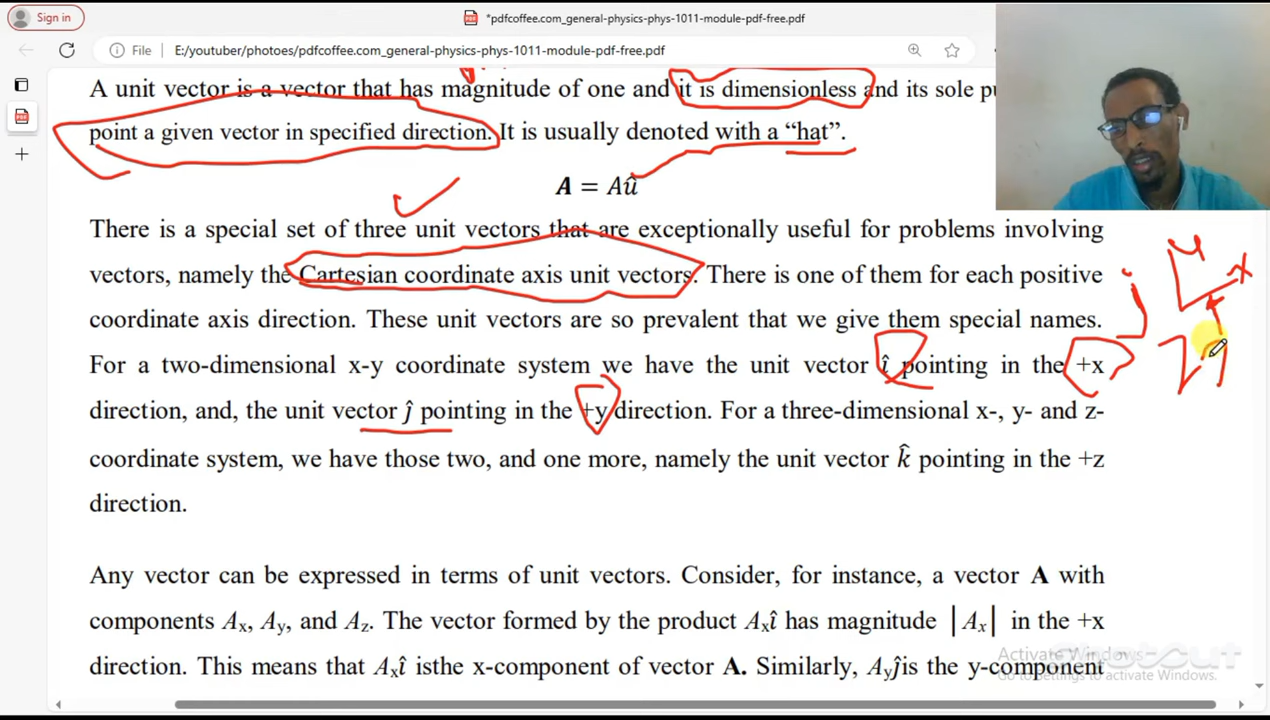 Sign in
*pdfcoffee.com_general-physics-phys-1011-module-pdf-free.pdf
File | E:/youtuber/photoes/pdfcoffee.com_general-physics-phys-1011-module-pdf-free.pdf
A unit vector is a vector that has magnitude of one and it is dimensionless and its sole
point a given vector in specified direction. It is usually denoted with a “hat”.
A = Aû
There is a special set of three unit vectors that are exceptionally useful for problems involving
vectors, namely the Cartesian coordinate axis unit vectors. There is one of them for each positive
coordinate axis direction. These unit vectors are so prevalent that we give them special names.
For a two-dimensional x-y coordinate system we have the unit vector î pointing in the +x
direction, and, the unit vector ĵ pointing in the +y direction. For a three-dimensional x-, y- and z-
coordinate system, we have those two, and one more, namely the unit vector k̂ pointing in the +z
direction.
y
x
j
Any vector can be expressed in terms of unit vectors. Consider, for instance, a vector A with
components Ax, Ay, and Az. The vector formed by the product Axî has magnitude |Ax| in the +x
direction. This means that Axî isthe x-component of vector A. Similarly, Ayĵis the y-component
Activate Windows
Go to Settings to activate Windows.